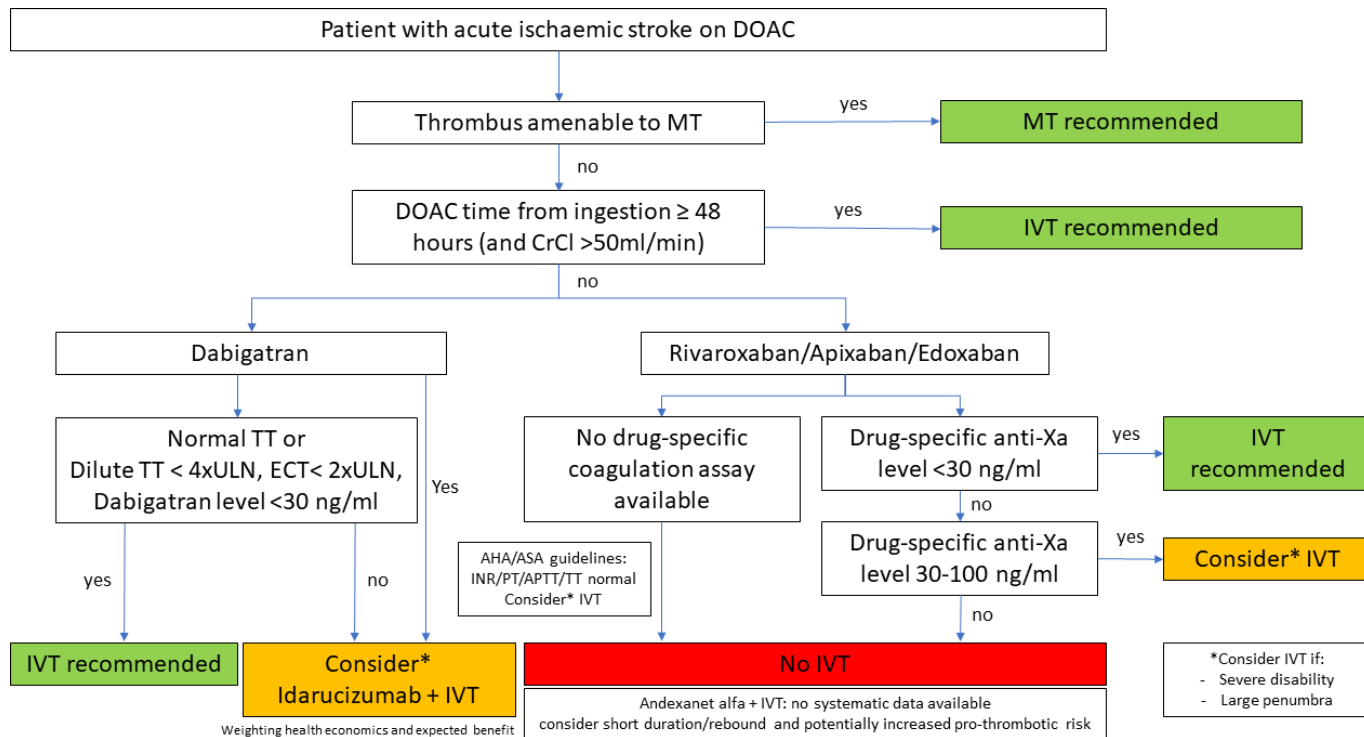 Patient with acute ischaemic stroke on DOAC
Thrombus amenable to MT
yes
MT recommended
no
DOAC time from ingestion ≥ 48
hours (and CrCl >50ml/min)
yes
IVT recommended
no
Dabigatran
Rivaroxaban/Apixaban/Edoxaban
Normal TT or
Dilute TT < 4xULN, ECT< 2xULN,
Dabigatran level <30 ng/ml
Yes
No drug-specific
coagulation assay
available
Drug-specific anti-Xa
level <30 ng/ml
yes
IVT
recommended
no
AHA/ASA guidelines:
INR/PT/APTT/TT normal
Consider* IVT
Drug-specific anti-Xa
level 30-100 ng/ml
yes
Consider* IVT
yes
no
no
IVT recommended
Consider*
Idarucizumab + IVT
Weighting health economics and expected benefit
No IVT
Andexanet alfa + IVT: no systematic data available
consider short duration/rebound and potentially increased pro-thrombotic risk
*Consider IVT if:
- Severe disability
- Large penumbra